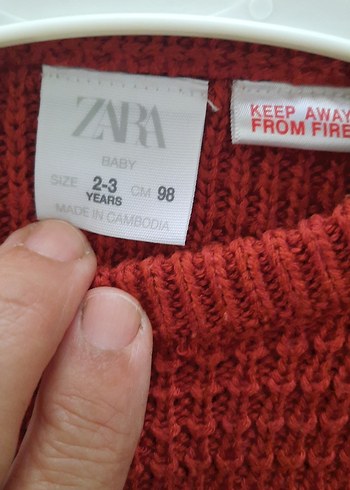 ZARA
BABY
SIZE 2-3 YEARS CM 98
MADE IN CAMBODIA
KEEP AWAY
FROM FIRE